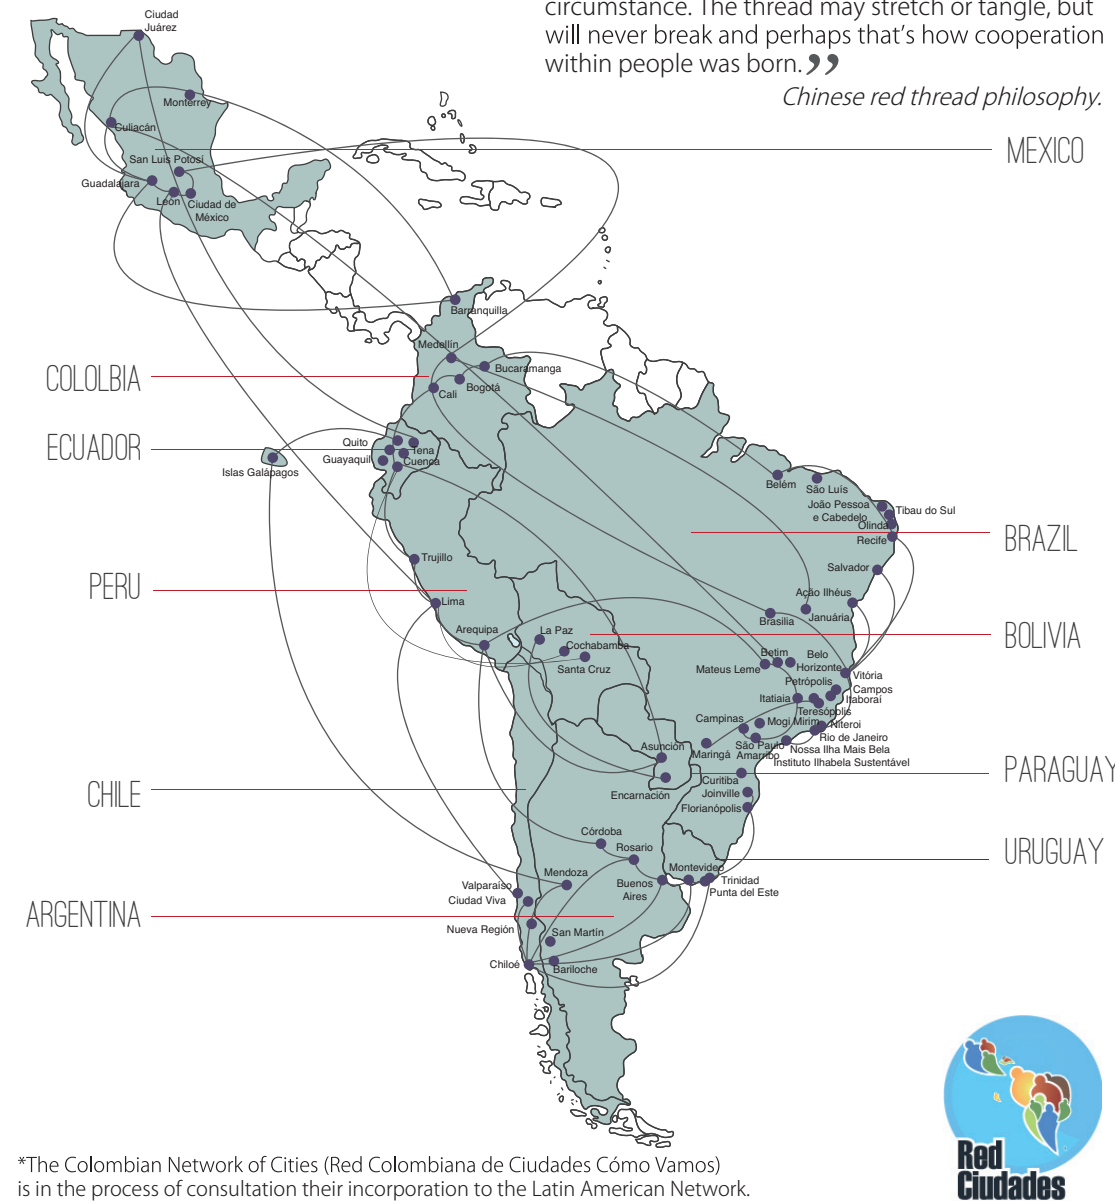 circumstance. The thread may stretch or tangle, but
will never break and perhaps that's how cooperation
within people was born.”
Chinese red thread philosophy.
Ciudad
Juárez
Monterrey
Culiacán
San Luis Potosí
Guadalajara
León
Ciudad de
México
MEXICO
Barranquilla
Medellín
Bucaramanga
Bogotá
Cali
COLOLBIA
ECUADOR
Quito
Tena
Guayaquil
Cuenca
Islas Galápagos
Belém
São Luís
João Pessoa
e Cabedelo
Tibau do Sul
Olinda
Recife
BRAZIL
Trujillo
Salvador
PERU
Lima
Ação Ilhéus
Januária
Brasilia
Arequipa
La Paz
Cochabamba
Santa Cruz
BOLIVIA
Betim
Belo
Horizonte
Mateus Leme
Vitória
Petrópolis
Campos
Itatiaia
Itaboraí
Teresópolis
Campinas
Mogi Mirim
Niteroi
Rio de Janeiro
Maringá
São Paulo
Amarribo
Nossa Ilha Mais Bela
Instituto Ilhabela Sustentável
Asunción
PARAGUAY
Curitiba
Encarnación
Joinville
Florianópolis
CHILE
Córdoba
Rosario
URUGUAY
Mendoza
Montevideo
Buenos
Aires
Trinidad
Punta del Este
Valparaíso
Ciudad Viva
ARGENTINA
Nueva Región
San Martín
Chiloé
Bariloche
Red
Ciudades
*The Colombian Network of Cities (Red Colombiana de Ciudades Cómo Vamos)
is in the process of consultation their incorporation to the Latin American Network.